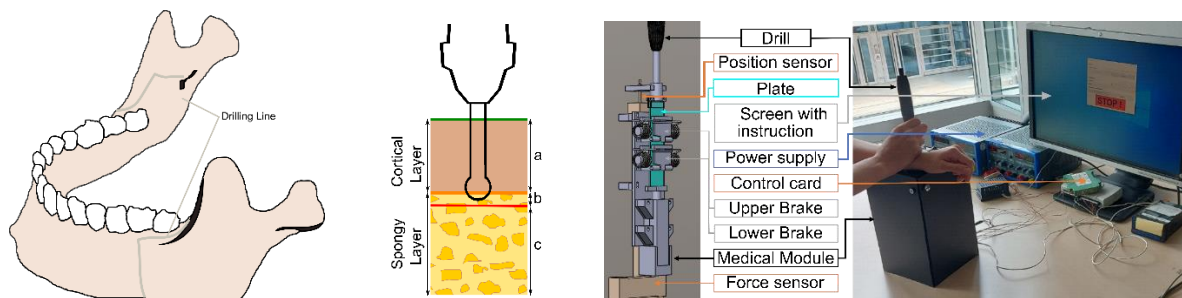 Drilling Line
Cortical
Layer
Spongy
Layer
a
b
c
Drill
Position sensor
Plate
Screen with
instruction
Power supply
Control card
Upper Brake
Lower Brake
Medical Module
Force sensor
STOP !